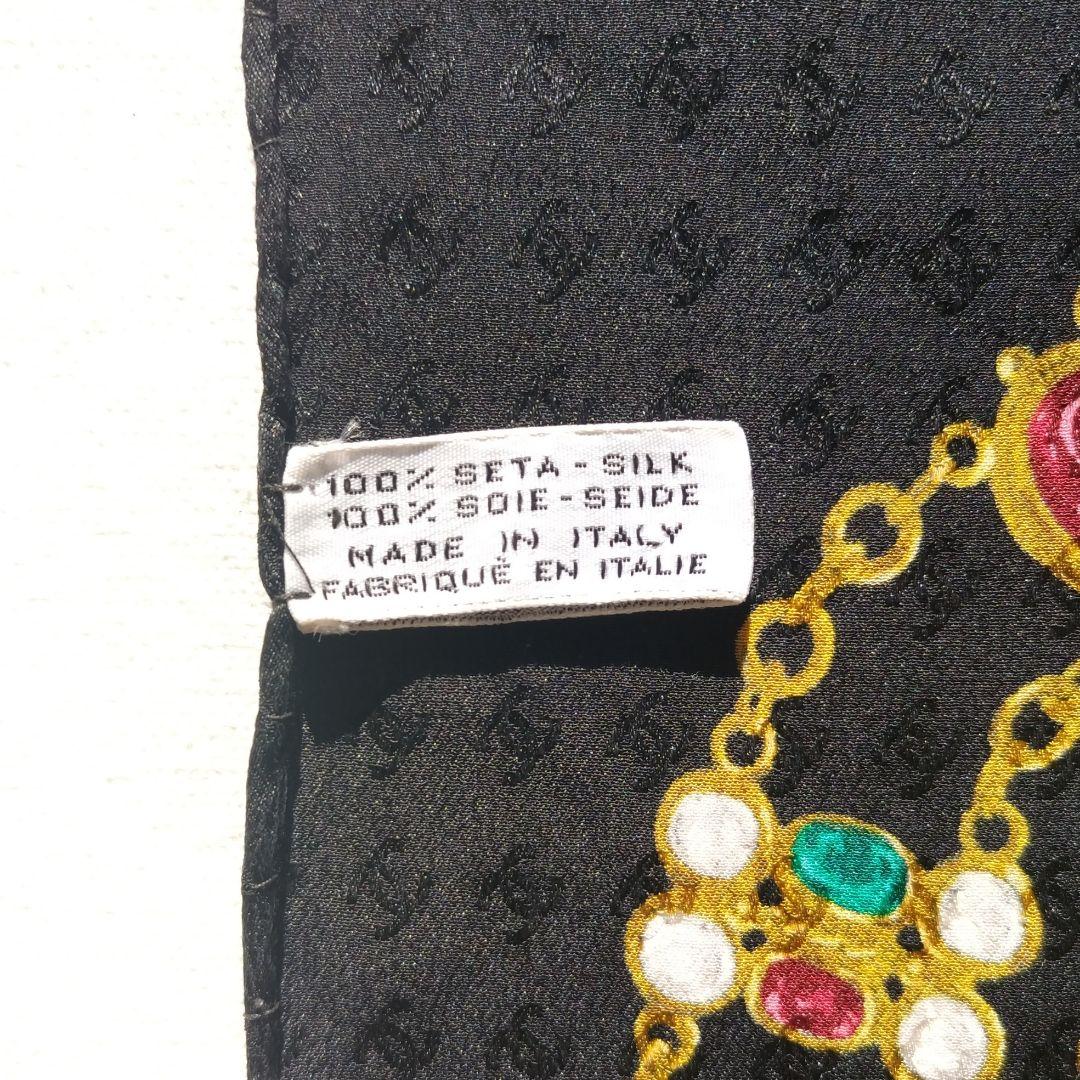 100% SETA - SILK
100% SOIE - SEIDE
MADE IN ITALY
FABRIQUÉ EN ITALIE